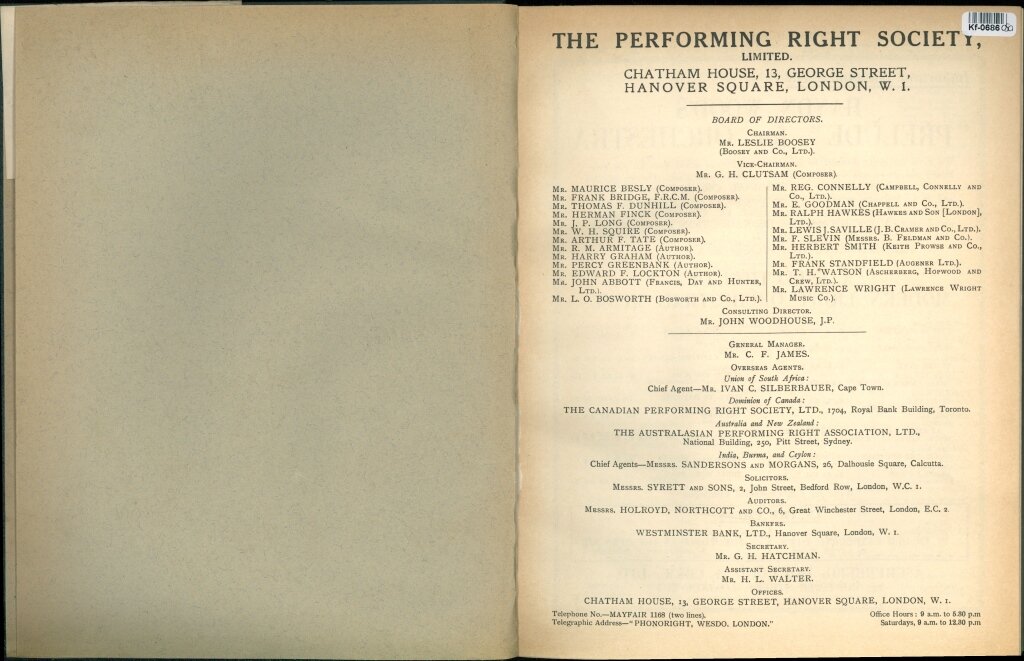 Kf-0686
THE PERFORMING RIGHT SOCIETY,
LIMITED.
CHATHAM HOUSE, 13, GEORGE STREET,
HANOVER SQUARE, LONDON, W. 1.
BOARD OF DIRECTORS.
CHAIRMAN.
MR. LESLIE BOOSEY
(BOOSEY AND CO., LTD.).
VICE-CHAIRMAN.
MR. G. H. CLUTSAM (COMPOSER).
MR. MAURICE BESLY (COMPOSER).
MR. FRANK BRIDGE, F.R.C.M. (COMPOSER).
MR. THOMAS F. DUNHILL (COMPOSER).
MR. HERMAN FINCK (COMPOSER).
MR. J. P. LONG (COMPOSER).
MR. W. H. SQUIRE (COMPOSER).
MR. ARTHUR F. TATE (COMPOSER).
MR. R. M. ARMITAGE (AUTHOR).
MR. HARRY GRAHAM (AUTHOR).
MR. PERCY GREENBANK (AUTHOR).
MR. EDWARD F. LOCKTON (AUTHOR).
MR. JOHN ABBOTT (FRANCIS, DAY AND HUNTER,
LTD.).
MR. L. O. BOSWORTH (BOSWORTH AND CO., LTD.).
MR. REG. CONNELLY (CAMPBELL, CONNELLY AND
CO., LTD.).
MR. E. GOODMAN (CHAPPELL AND CO., LTD.).
MR. RALPH HAWKES (HAWKES AND SON [LONDON],
LTD.).
MR. LEWIS J. SAVILLE (J. B. CRAMER AND CO., LTD.).
MR. F. SLEVIN (MESSRS. B. FELDMAN AND CO.).
MR. HERBERT SMITH (KEITH PROWSE AND CO.,
LTD.).
MR. FRANK STANDFIELD (AUGENER LTD.).
MR. T. H. WATSON (ASCHERBERG, HOPWOOD AND
CREW, LTD.).
MR. LAWRENCE WRIGHT (LAWRENCE WRIGHT
MUSIC CO.).
CONSULTING DIRECTOR.
MR. JOHN WOODHOUSE, J.P.
GENERAL MANAGER.
MR. C. F. JAMES.
OVERSEAS AGENTS.
Union of South Africa:
Chief Agent—MR. IVAN C. SILBERBAUER, Cape Town.
Dominion of Canada:
THE CANADIAN PERFORMING RIGHT SOCIETY, LTD., 1704, Royal Bank Building, Toronto.
Australia and New Zealand:
THE AUSTRALASIAN PERFORMING RIGHT ASSOCIATION, LTD.,
National Building, 250, Pitt Street, Sydney.
India, Burma, and Ceylon:
Chief Agents—MESSRS. SANDERSONS AND MORGANS, 26, Dalhousie Square, Calcutta.
SOLICITORS.
MESSRS. SYRETT AND SONS, 2, John Street, Bedford Row, London, W.C. 1.
AUDITORS.
MESSRS. HOLROYD, NORTHCOTT AND CO., 6, Great Winchester Street, London, E.C. 2.
BANKERS.
WESTMINSTER BANK, LTD., Hanover Square, London, W. 1.
SECRETARY.
MR. G. H. HATCHMAN.
ASSISTANT SECRETARY.
MR. H. L. WALTER.
OFFICES.
CHATHAM HOUSE, 13, GEORGE STREET, HANOVER SQUARE, LONDON, W. 1.
Telephone No.—MAYFAIR 1168 (two lines).
Telegraphic Address—"PHONORIGHT, WESDO. LONDON."
Office Hours: 9 a.m. to 5.30 p.m
Saturdays, 9 a.m. to 12.30 p.m